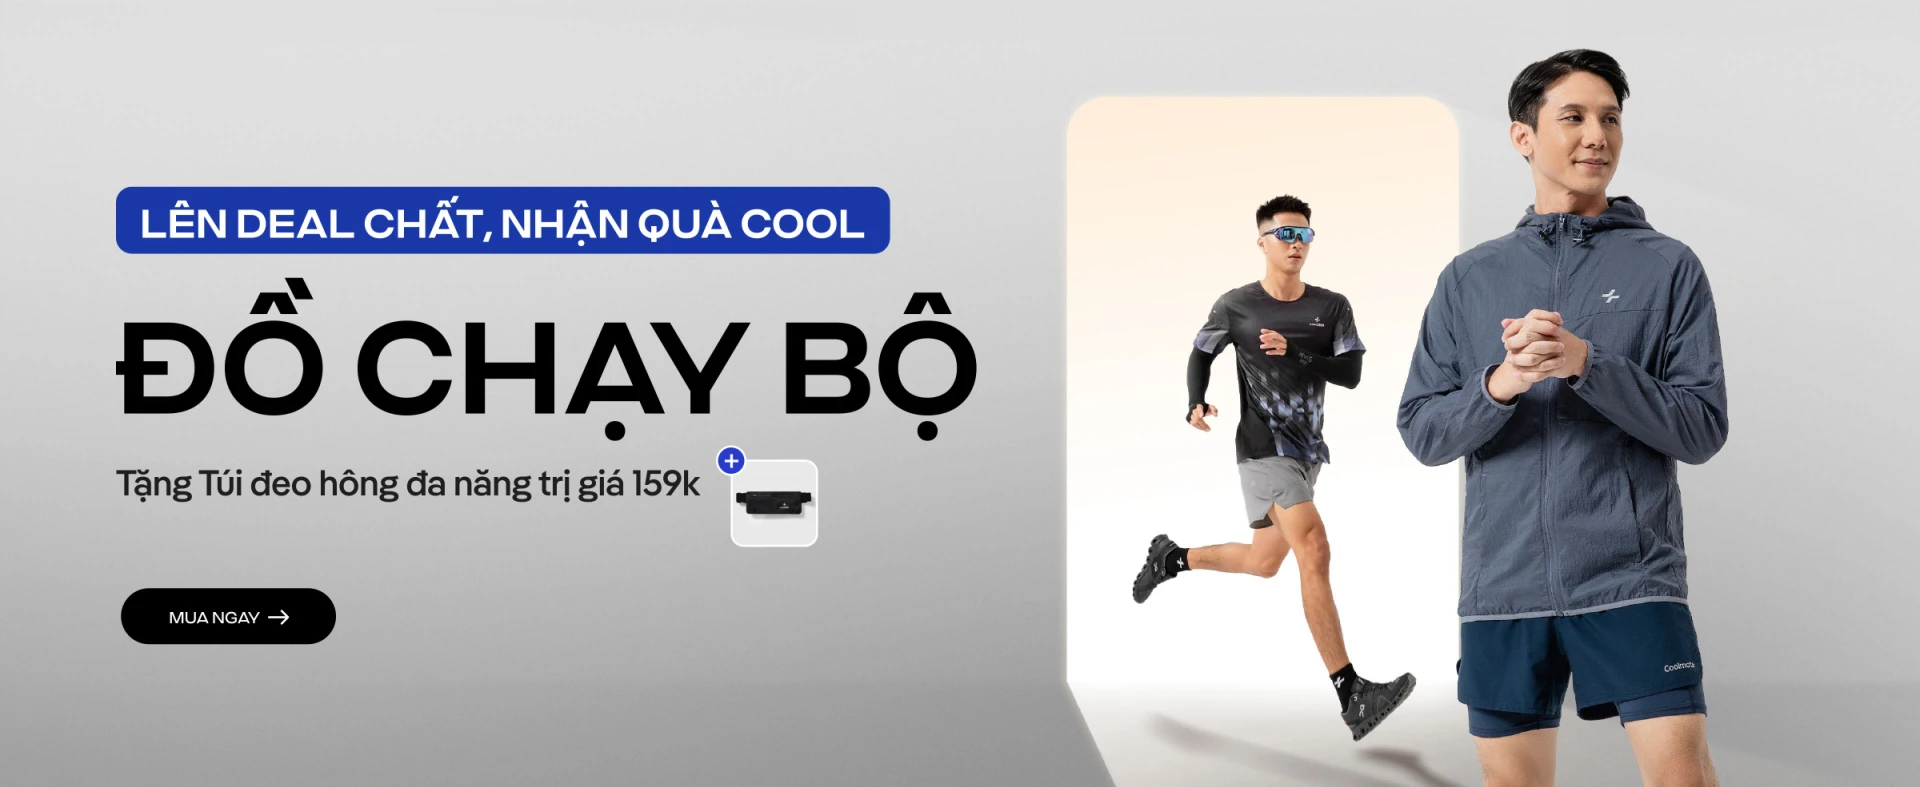 LÊN DEAL CHẤT, NHẬN QUÀ COOL
ĐỒ CHẠY BỘ
Tặng Túi đeo hông đa năng trị giá 159k
MUA NGAY
Coolmate